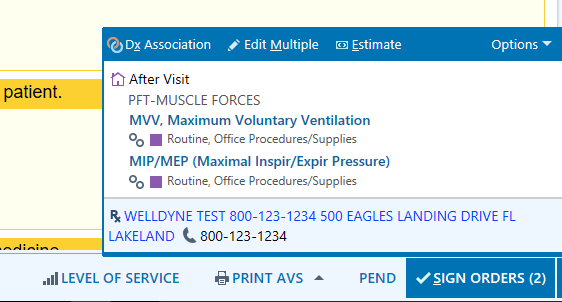 Dx Association Edit Multiple Estimate Options
patient.
After Visit
PFT-MUSCLE FORCES
MVV, Maximum Voluntary Ventilation
Routine, Office Procedures/Supplies
MIP/MEP (Maximal Inspir/Expir Pressure)
Routine, Office Procedures/Supplies
WELLDYNE TEST 800-123-1234 500 EAGLES LANDING DRIVE FL
LAKELAND 800-123-1234
medicine
LEVEL OF SERVICE PRINT AVS PEND SIGN ORDERS (2)